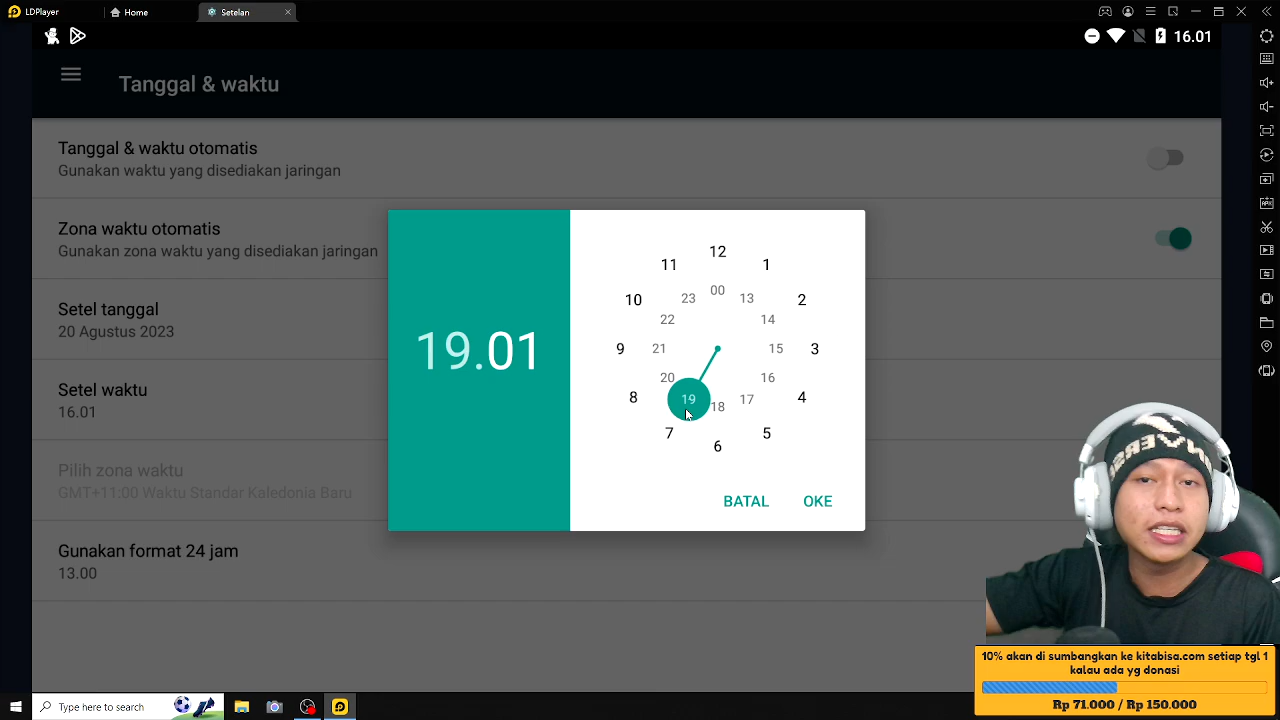 LDPlayer
Home
Setelan
16.01
Tanggal & waktu
Tanggal & waktu otomatis
Gunakan waktu yang disediakan jaringan
Zona waktu otomatis
Gunakan zona waktu yang disediakan jaringan
Setel tanggal
20 Agustus 2023
Setel waktu
16.01
Pilih zona waktu
GMT+11:00 Waktu Standar Kaledonia Baru
Gunakan format 24 jam
13.00
19.01
12
11
1
00
23
13
10
2
22
14
9
21
15
3
20
16
8
19
17
4
18
7
5
6
BATAL
OKE
10% akan di sumbangkan ke kitabisa.com setiap tgl 1
kalau ada yg donasi
Rp 71.000 / Rp 150.000
Type here to search